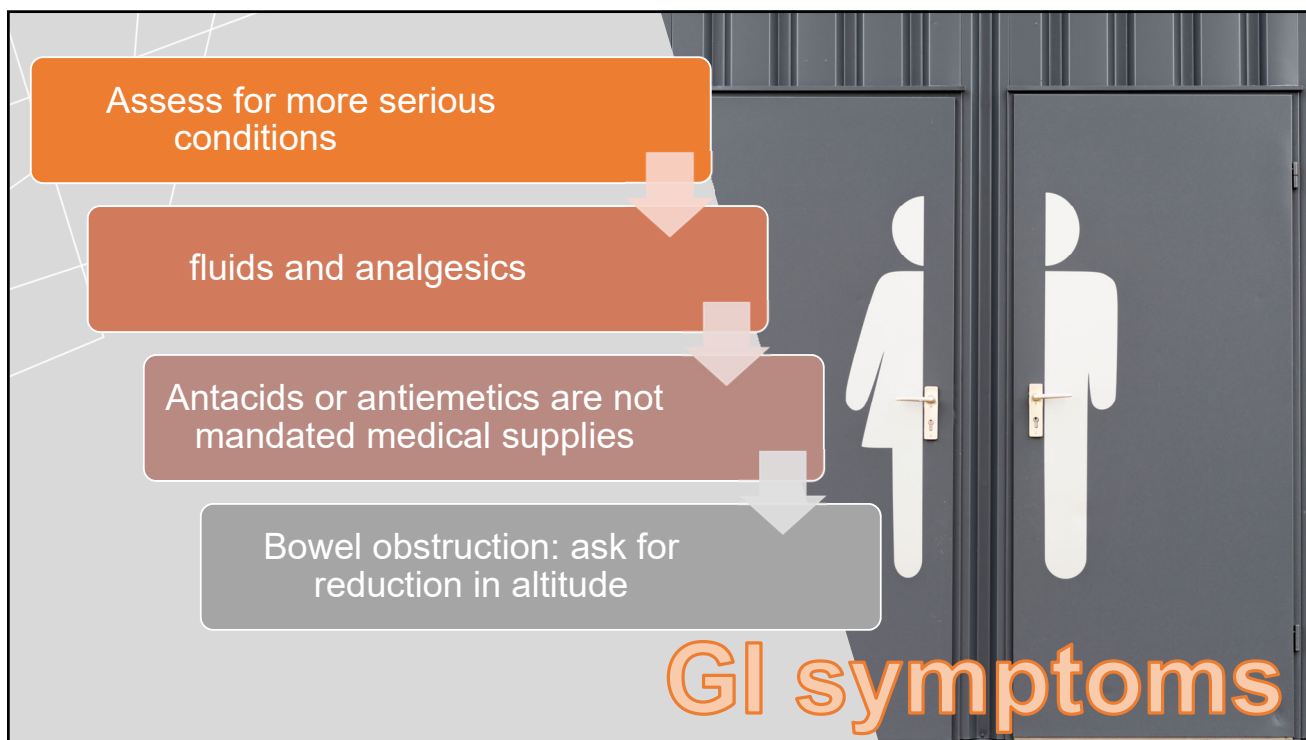 Assess for more serious
conditions
fluids and analgesics
Antacids or antiemetics are not
mandated medical supplies
Bowel obstruction: ask for
reduction in altitude
GI symptoms